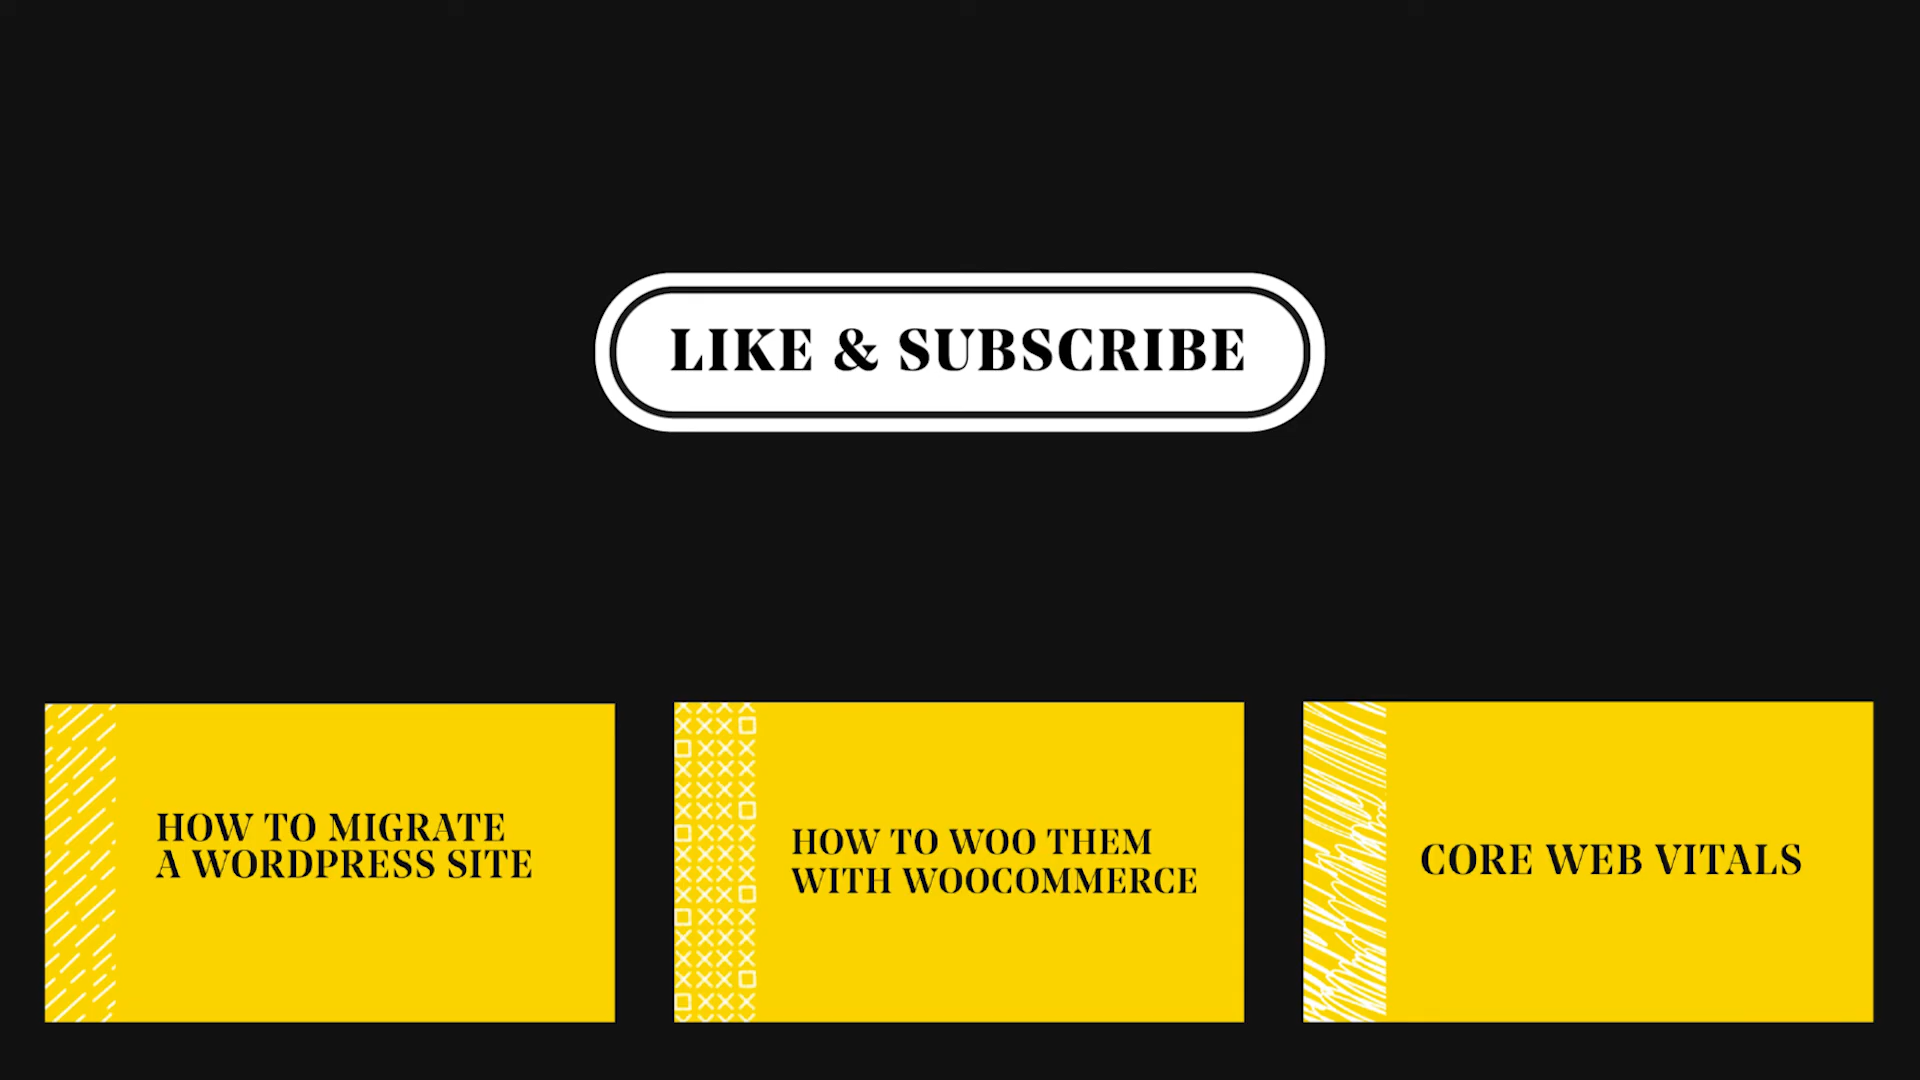 LIKE & SUBSCRIBE
HOW TO MIGRATE
A WORDPRESS SITE
HOW TO WOO THEM
WITH WOOCOMMERCE
CORE WEB VITALS